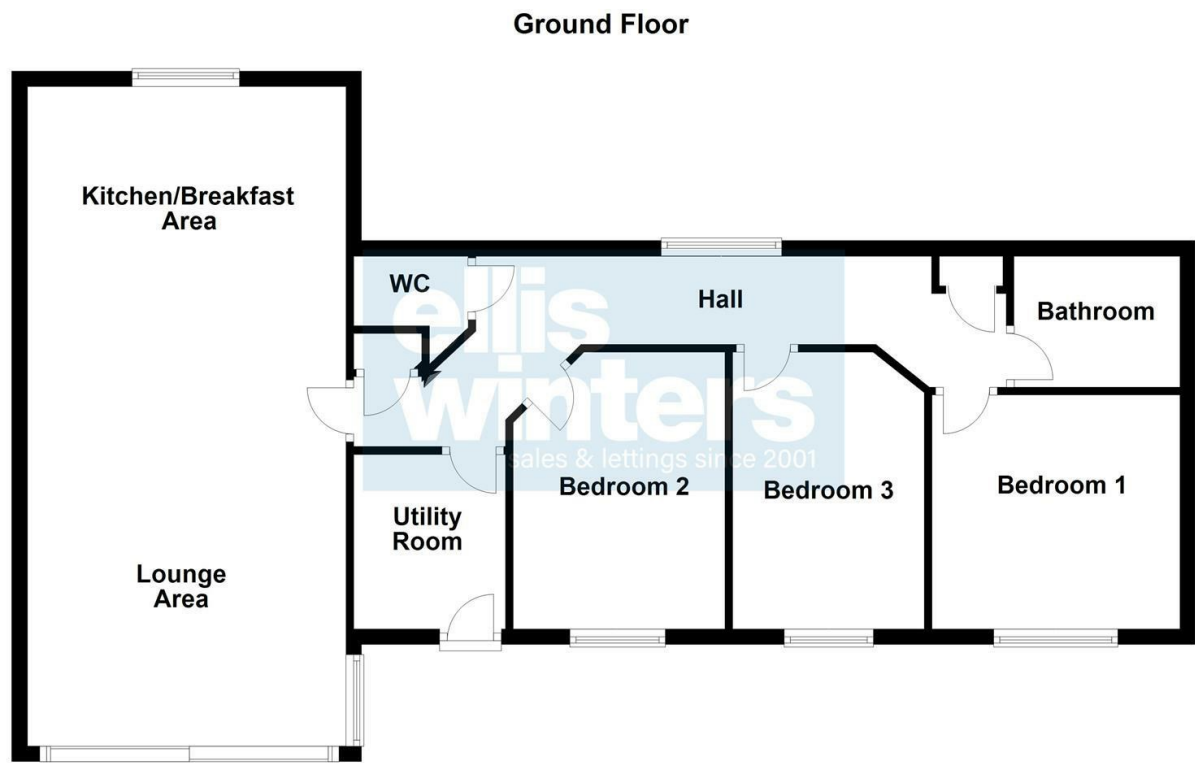 Ground Floor
Kitchen/Breakfast
Area
WC
Hall
Bathroom
ellis
winters
sales & lettings since 2001
Bedroom 2
Bedroom 3
Bedroom 1
Utility
Room
Lounge
Area